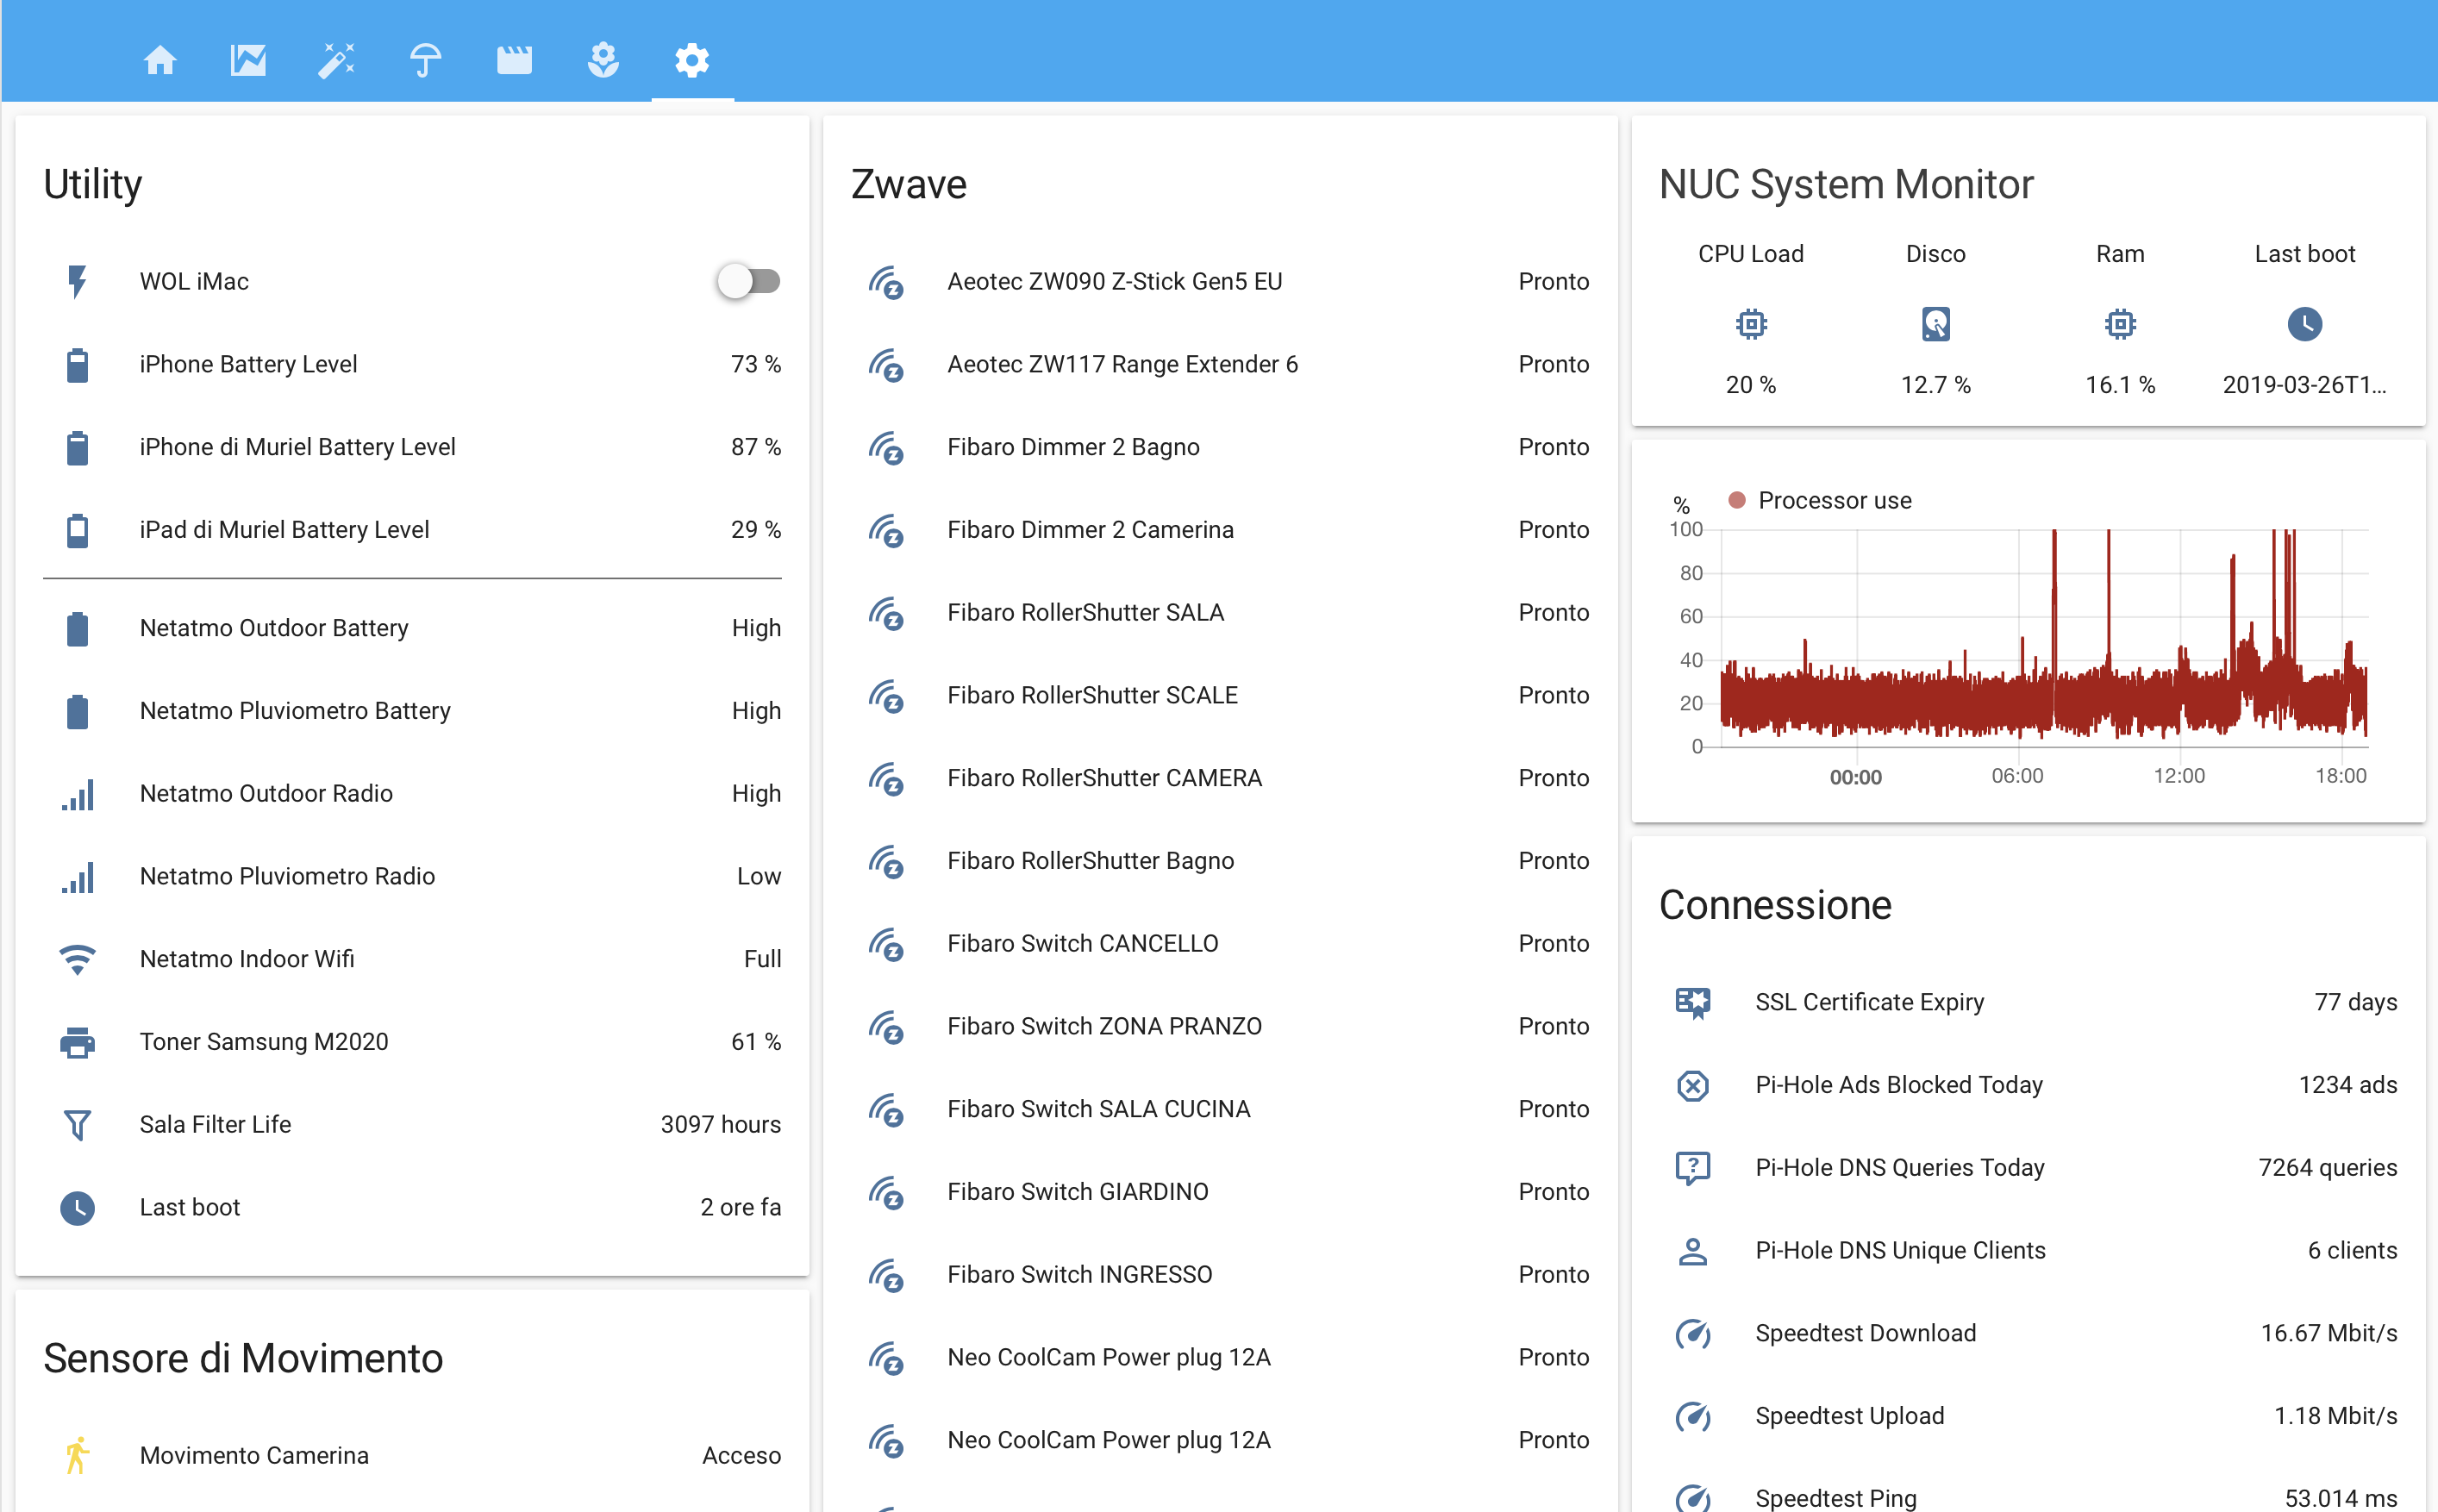 Utility
WOL iMac
iPhone Battery Level 73 %
iPhone di Muriel Battery Level 87 %
iPad di Muriel Battery Level 29 %
Netatmo Outdoor Battery High
Netatmo Pluviometro Battery High
Netatmo Outdoor Radio High
Netatmo Pluviometro Radio Low
Netatmo Indoor Wifi Full
Toner Samsung M2020 61 %
Sala Filter Life 3097 hours
Last boot 2 ore fa
Sensore di Movimento
Movimento Camerina Acceso
Zwave
Aeotec ZW090 Z-Stick Gen5 EU Pronto
Aeotec ZW117 Range Extender 6 Pronto
Fibaro Dimmer 2 Bagno Pronto
Fibaro Dimmer 2 Camerina Pronto
Fibaro RollerShutter SALA Pronto
Fibaro RollerShutter SCALE Pronto
Fibaro RollerShutter CAMERA Pronto
Fibaro RollerShutter Bagno Pronto
Fibaro Switch CANCELLO Pronto
Fibaro Switch ZONA PRANZO Pronto
Fibaro Switch SALA CUCINA Pronto
Fibaro Switch GIARDINO Pronto
Fibaro Switch INGRESSO Pronto
Neo CoolCam Power plug 12A Pronto
Neo CoolCam Power plug 12A Pronto
NUC System Monitor
CPU Load Disco Ram Last boot
20 % 12.7 % 16.1 % 2019-03-26T1...
% Processor use
100
80
60
40
20
0
00:00 06:00 12:00 18:00
Connessione
SSL Certificate Expiry 77 days
Pi-Hole Ads Blocked Today 1234 ads
Pi-Hole DNS Queries Today 7264 queries
Pi-Hole DNS Unique Clients 6 clients
Speedtest Download 16.67 Mbit/s
Speedtest Upload 1.18 Mbit/s
Speedtest Ping 53.014 ms